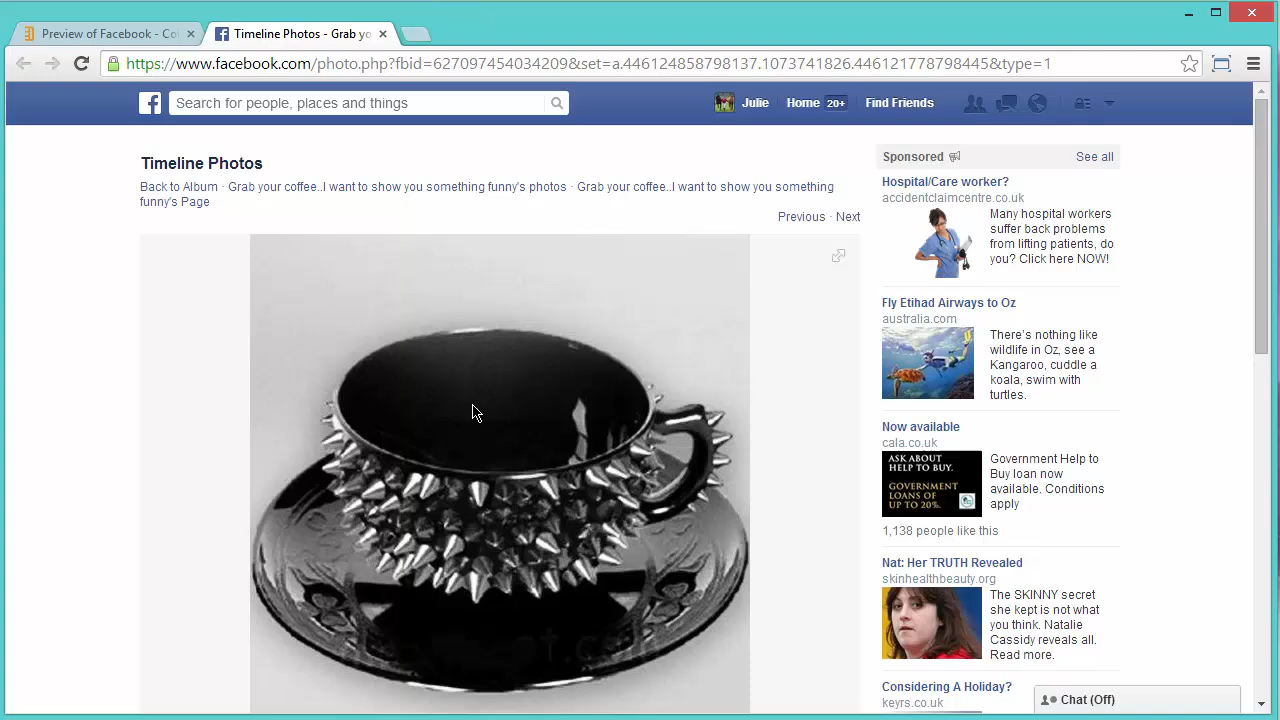 Preview of Facebook - Co
Timeline Photos - Grab yo
https://www.facebook.com/photo.php?fbid=627097454034209&set=a.446124858798137.1073741826.446121778798445&type=1
Search for people, places and things
Julie
Home 20+
Find Friends
Timeline Photos
Back to Album · Grab your coffee..I want to show you something funny's photos · Grab your coffee..I want to show you something
funny's Page
Previous · Next
Sponsored
See all
Hospital/Care worker?
accidentclaimcentre.co.uk
Many hospital workers
suffer back problems
from lifting patients, do
you? Click here NOW!
Fly Etihad Airways to Oz
australia.com
There's nothing like
wildlife in Oz, see a
Kangaroo, cuddle a
koala, swim with
turtles.
Now available
cala.co.uk
ASK ABOUT
HELP TO BUY.
GOVERNMENT
LOANS OF
UP TO 20%.
Government Help to
Buy loan now
available. Conditions
apply
1,138 people like this
Nat: Her TRUTH Revealed
skinhealthbeauty.org
The SKINNY secret
she kept is not what
you think. Natalie
Cassidy reveals all.
Read more.
Considering A Holiday?
keyrs.co.uk
Chat (Off)